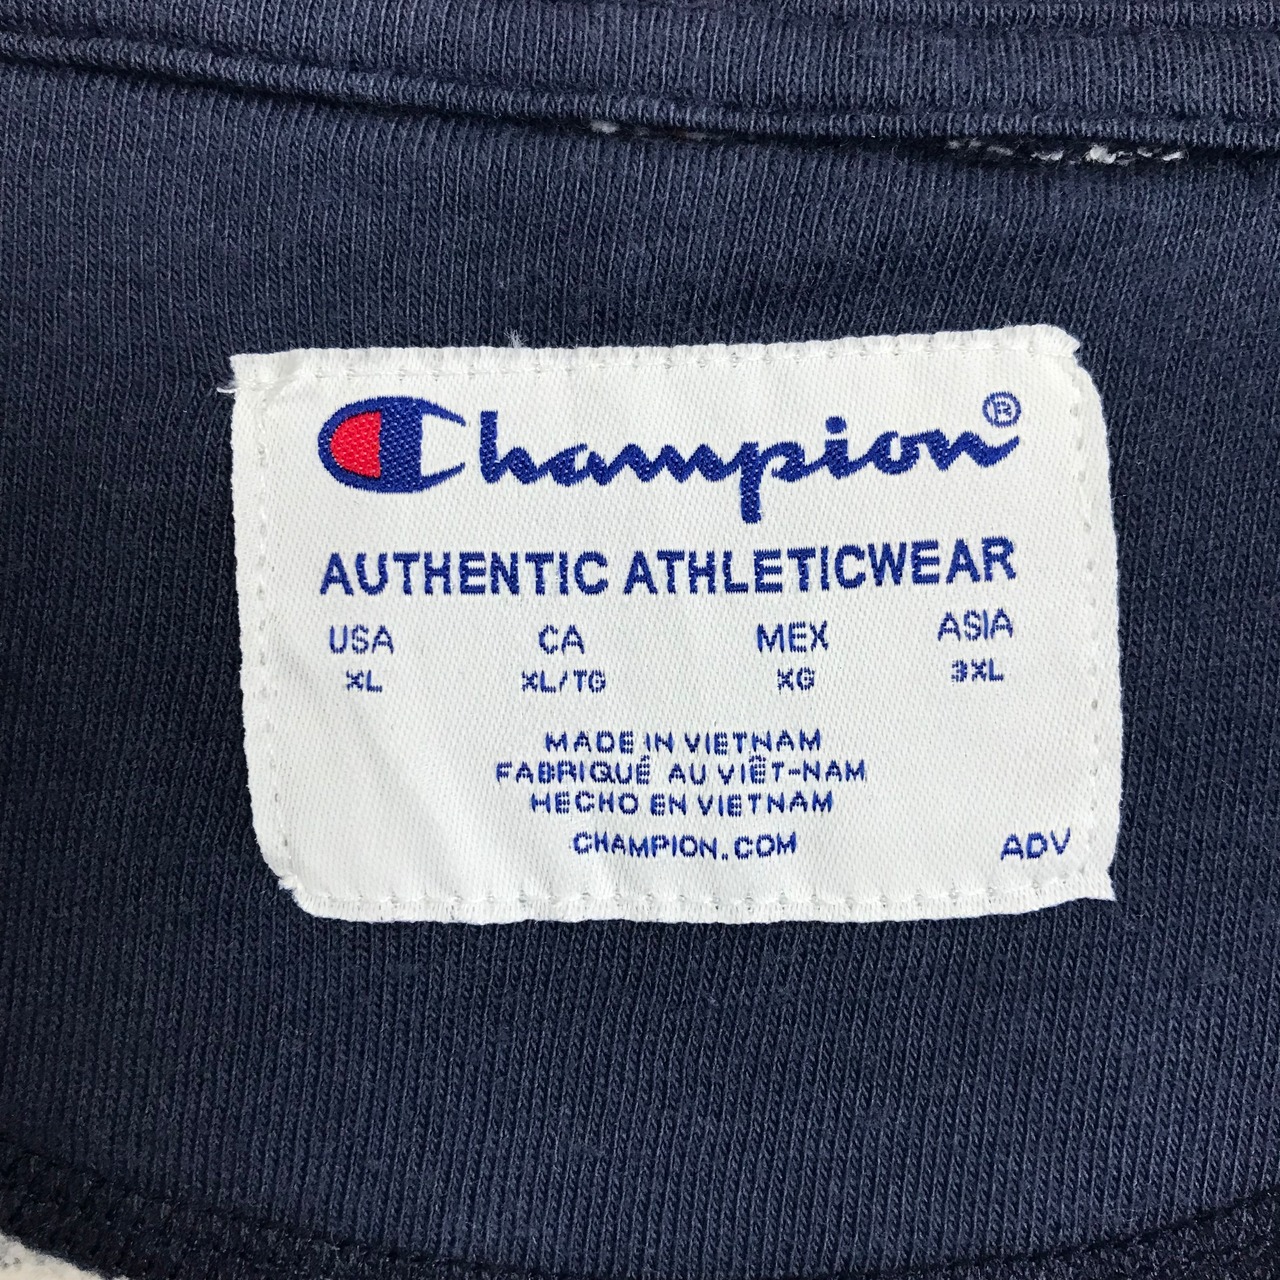 Champion®
AUTHENTIC ATHLETICWEAR
USA CA MEX ASIA
XL XL/TG XG 3XL
MADE IN VIETNAM
FABRIQUÉ AU VIÊT-NAM
HECHO EN VIETNAM
CHAMPION.COM ADV